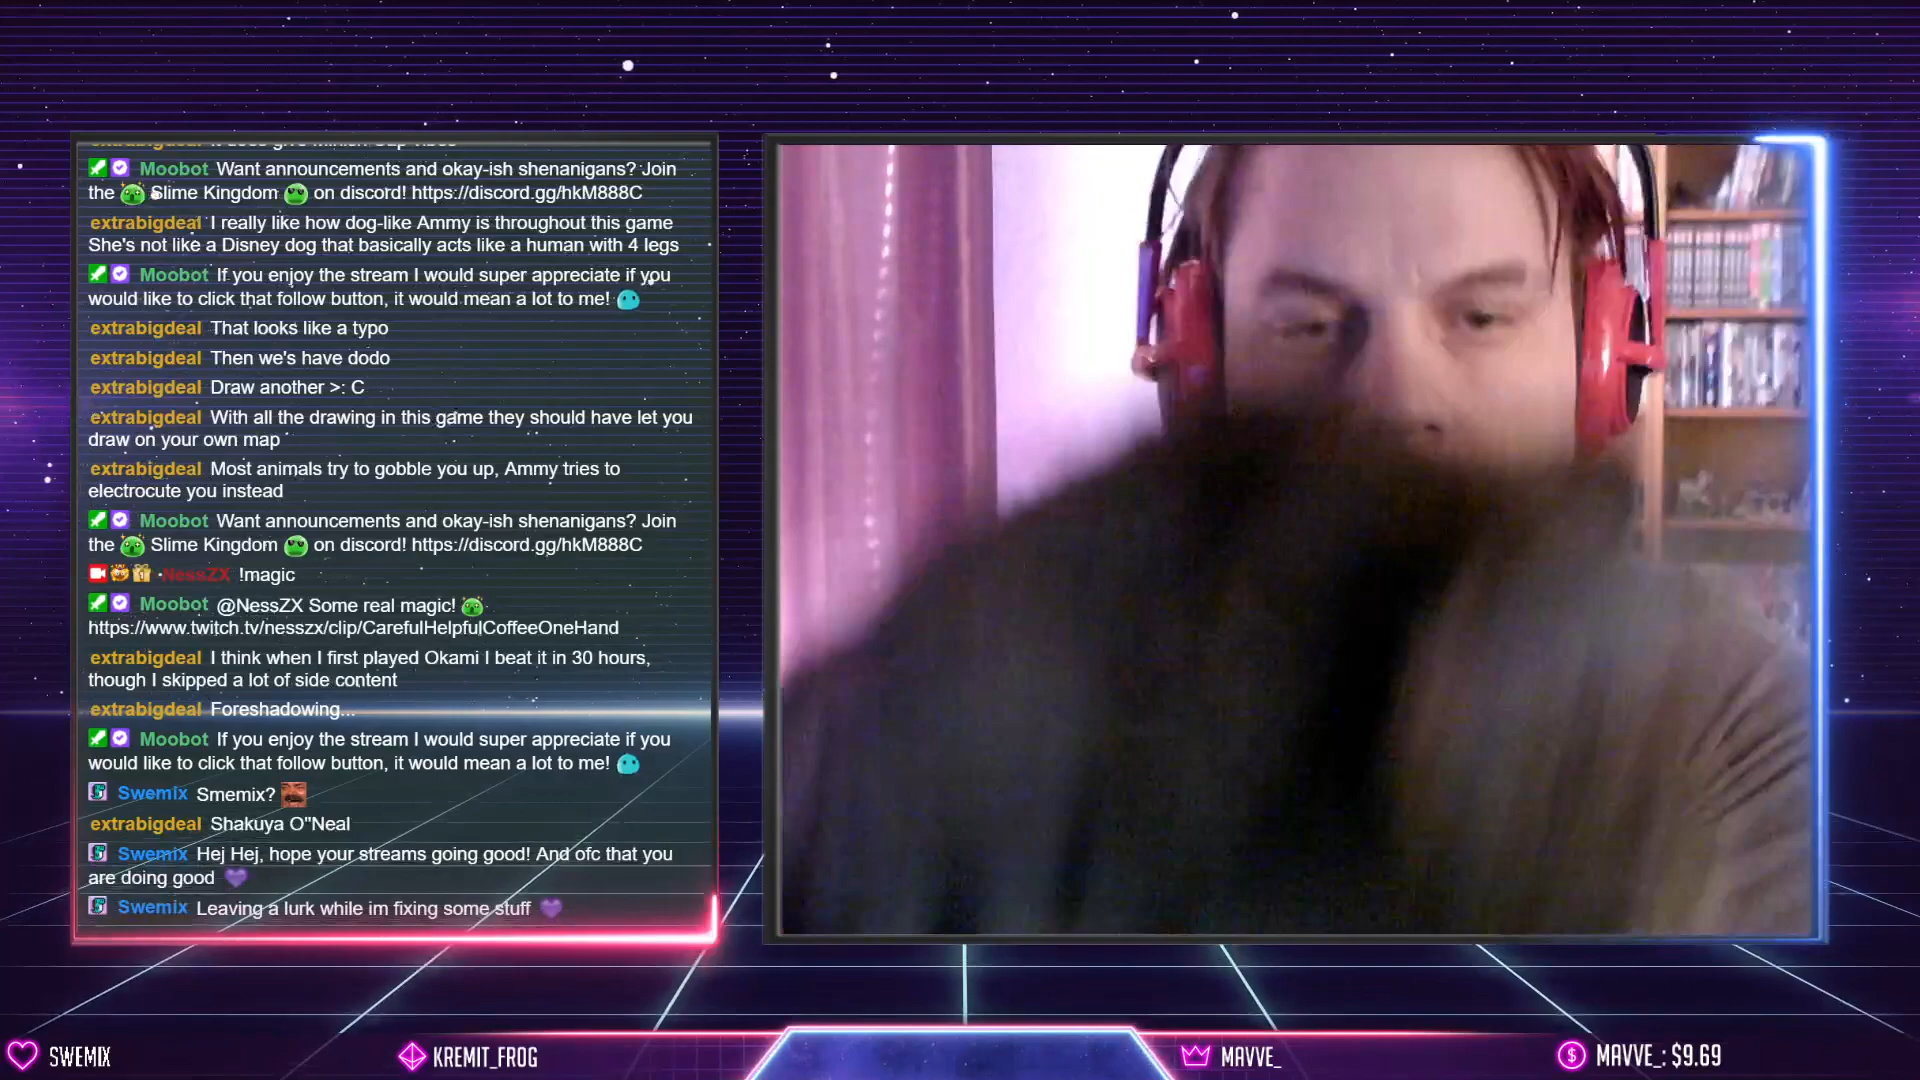 Moobot Want announcements and okay-ish shenanigans? Join
the Slime Kingdom on discord! https://discord.gg/hkM888C
extrabigdeal I really like how dog-like Ammy is throughout this game
She's not like a Disney dog that basically acts like a human with 4 legs
Moobot If you enjoy the stream I would super appreciate if you
would like to click that follow button, it would mean a lot to me!
extrabigdeal That looks like a typo
extrabigdeal Then we's have dodo
extrabigdeal Draw another >: C
extrabigdeal With all the drawing in this game they should have let you
draw on your own map
extrabigdeal Most animals try to gobble you up, Ammy tries to
electrocute you instead
Moobot Want announcements and okay-ish shenanigans? Join
the Slime Kingdom on discord! https://discord.gg/hkM888C
NessZX !magic
Moobot @NessZX Some real magic!
https://www.twitch.tv/nesszx/clip/CarefulHelpfulCoffeeOneHand
extrabigdeal I think when I first played Okami I beat it in 30 hours,
though I skipped a lot of side content
extrabigdeal Foreshadowing...
Moobot If you enjoy the stream I would super appreciate if you
would like to click that follow button, it would mean a lot to me!
Swemix Smemix?
extrabigdeal Shakuya O"Neal
Swemix Hej Hej, hope your streams going good! And ofc that you
are doing good
Swemix Leaving a lurk while im fixing some stuff
SWEMIX
KREMIT_FROG
MAVVE_
MAVVE_: $9.69